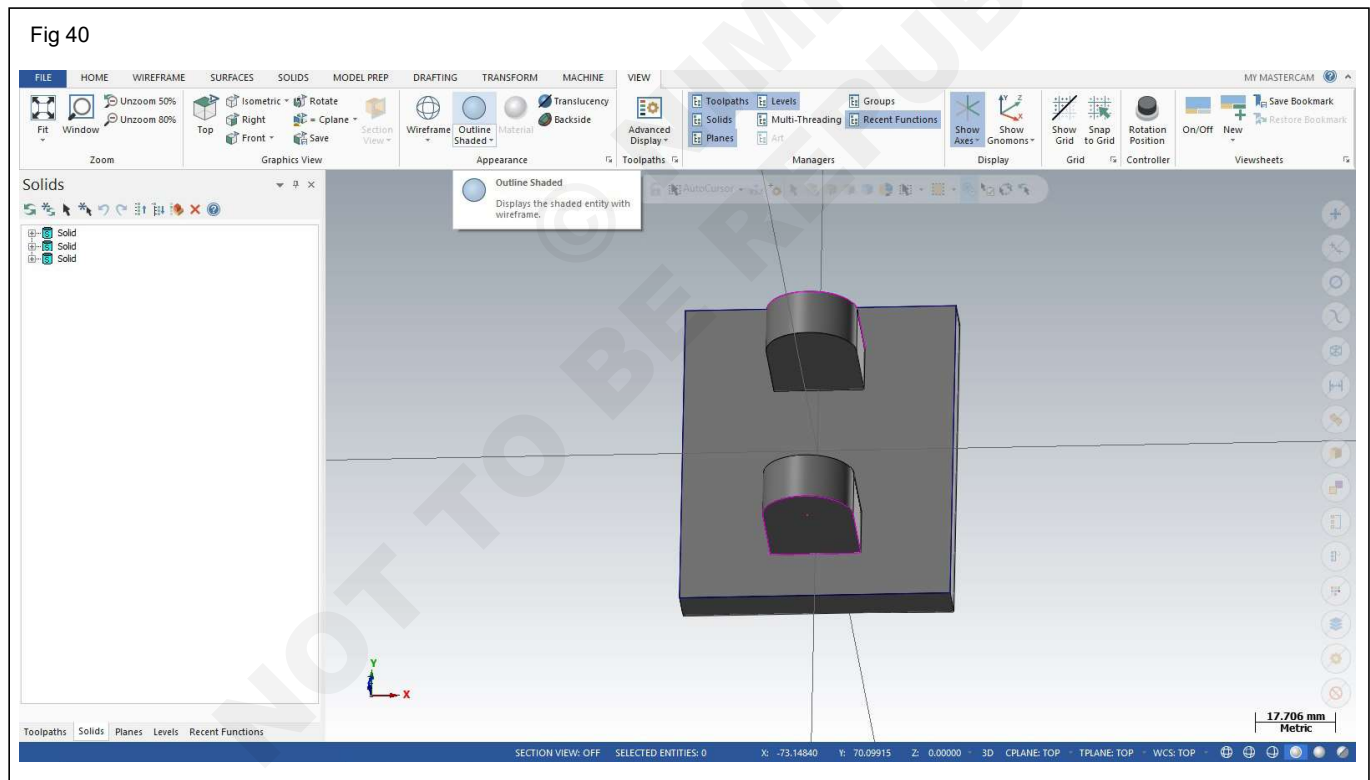 Fig 40
FILE HOME WIREFRAME SURFACES SOLIDS MODEL PREP DRAFTING TRANSFORM MACHINE VIEW MY MASTERCAM
Fit Window Unzoom 50% Unzoom 80% Zoom
Top Isometric Rotate Right = Cplane Front Save Section View Graphics View
Wireframe Outline Shaded Material Translucency Backside Appearance
Advanced Display Toolpaths
Toolpaths Levels Groups
Solids Multi-Threading Recent Functions
Planes Art
Managers
Show Axes Show Gnomons Display
Show Grid Snap to Grid Grid
Rotation Position Controller
On/Off New Save Bookmark Restore Bookmark Viewsheets
Solids
Outline Shaded
Displays the shaded entity with
wireframe.
AutoCursor
Solid
Solid
Solid
Y
X
17.706 mm
Metric
Toolpaths Solids Planes Levels Recent Functions
SECTION VIEW: OFF SELECTED ENTITIES: 0 X: -73.14840 Y: 70.09915 Z: 0.00000 3D CPLANE: TOP TPLANE: TOP WCS: TOP
NOT TO BE REPUB